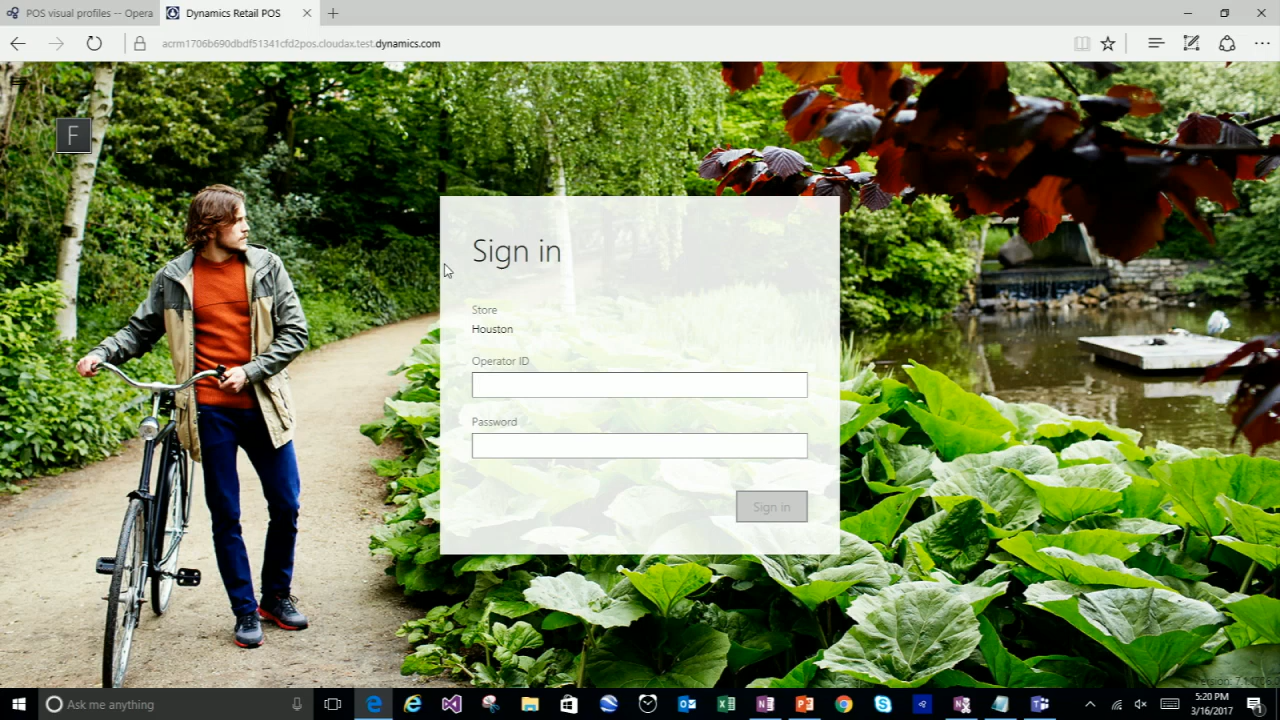 POS visual profiles -- Opera
Dynamics Retail POS
acrm1706b690dbdf51341cfd2pos.cloudax.test.dynamics.com
F
Sign in
Store
Houston
Operator ID
Password
Sign in
Ask me anything
5:20 PM
3/16/2017